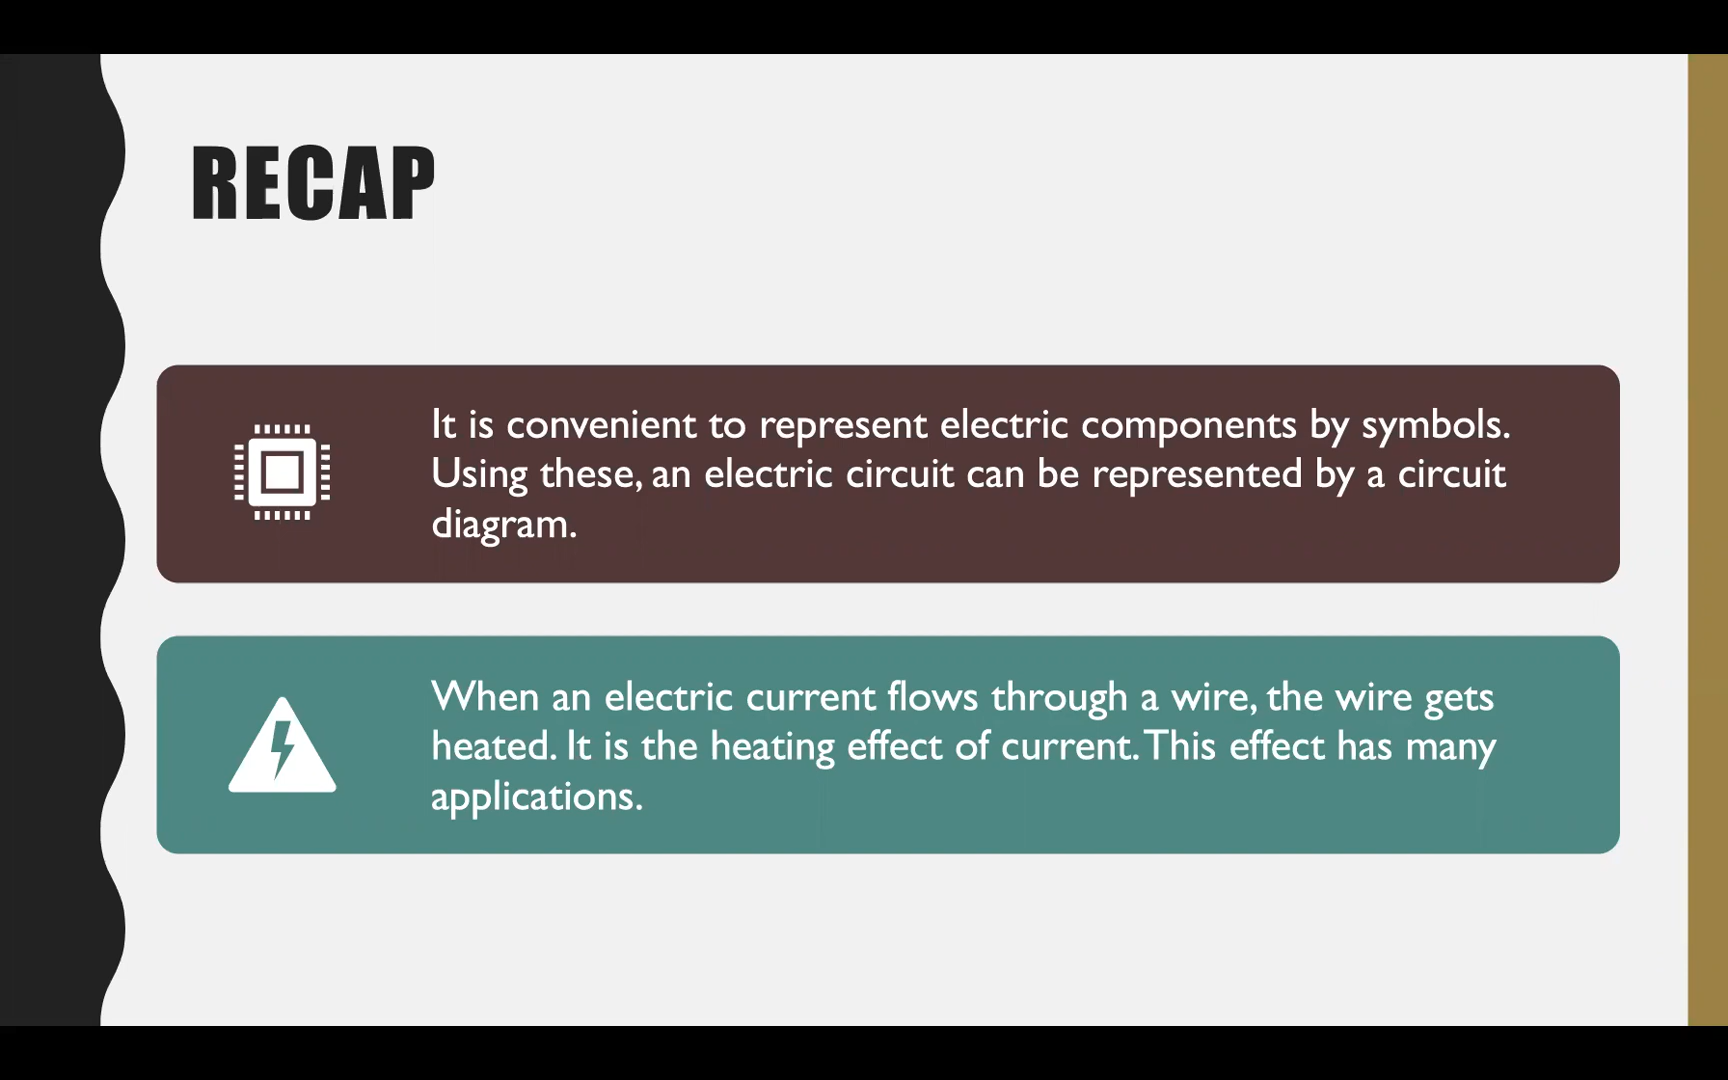 RECAP
It is convenient to represent electric components by symbols.
Using these, an electric circuit can be represented by a circuit
diagram.
When an electric current flows through a wire, the wire gets
heated. It is the heating effect of current. This effect has many
applications.